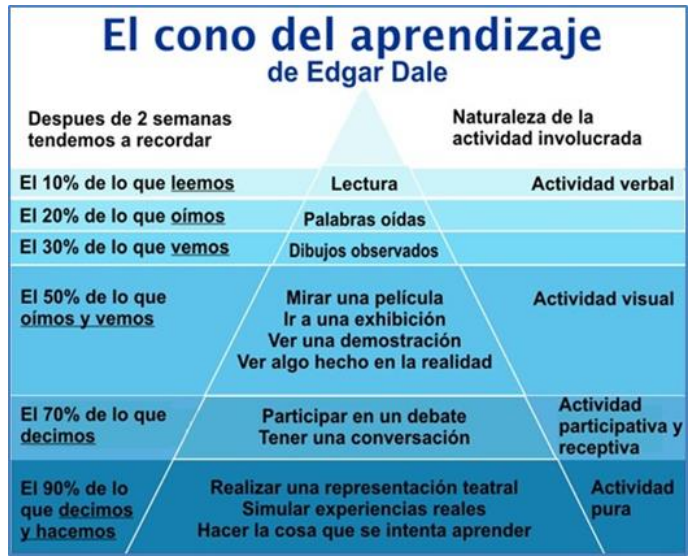 El cono del aprendizaje
de Edgar Dale
Despues de 2 semanas
tendemos a recordar
Naturaleza de la
actividad involucrada
El 10% de lo que leemos
Lectura
Actividad verbal
El 20% de lo que oímos
Palabras oídas
El 30% de lo que vemos
Dibujos observados
El 50% de lo que
oímos y vemos
Mirar una película
Ir a una exhibición
Ver una demostración
Ver algo hecho en la realidad
Actividad visual
El 70% de lo que
decimos
Participar en un debate
Tener una conversación
Actividad
participativa y
receptiva
El 90% de lo
que decimos
y hacemos
Realizar una representación teatral
Simular experiencias reales
Hacer la cosa que se intenta aprender
Actividad
pura